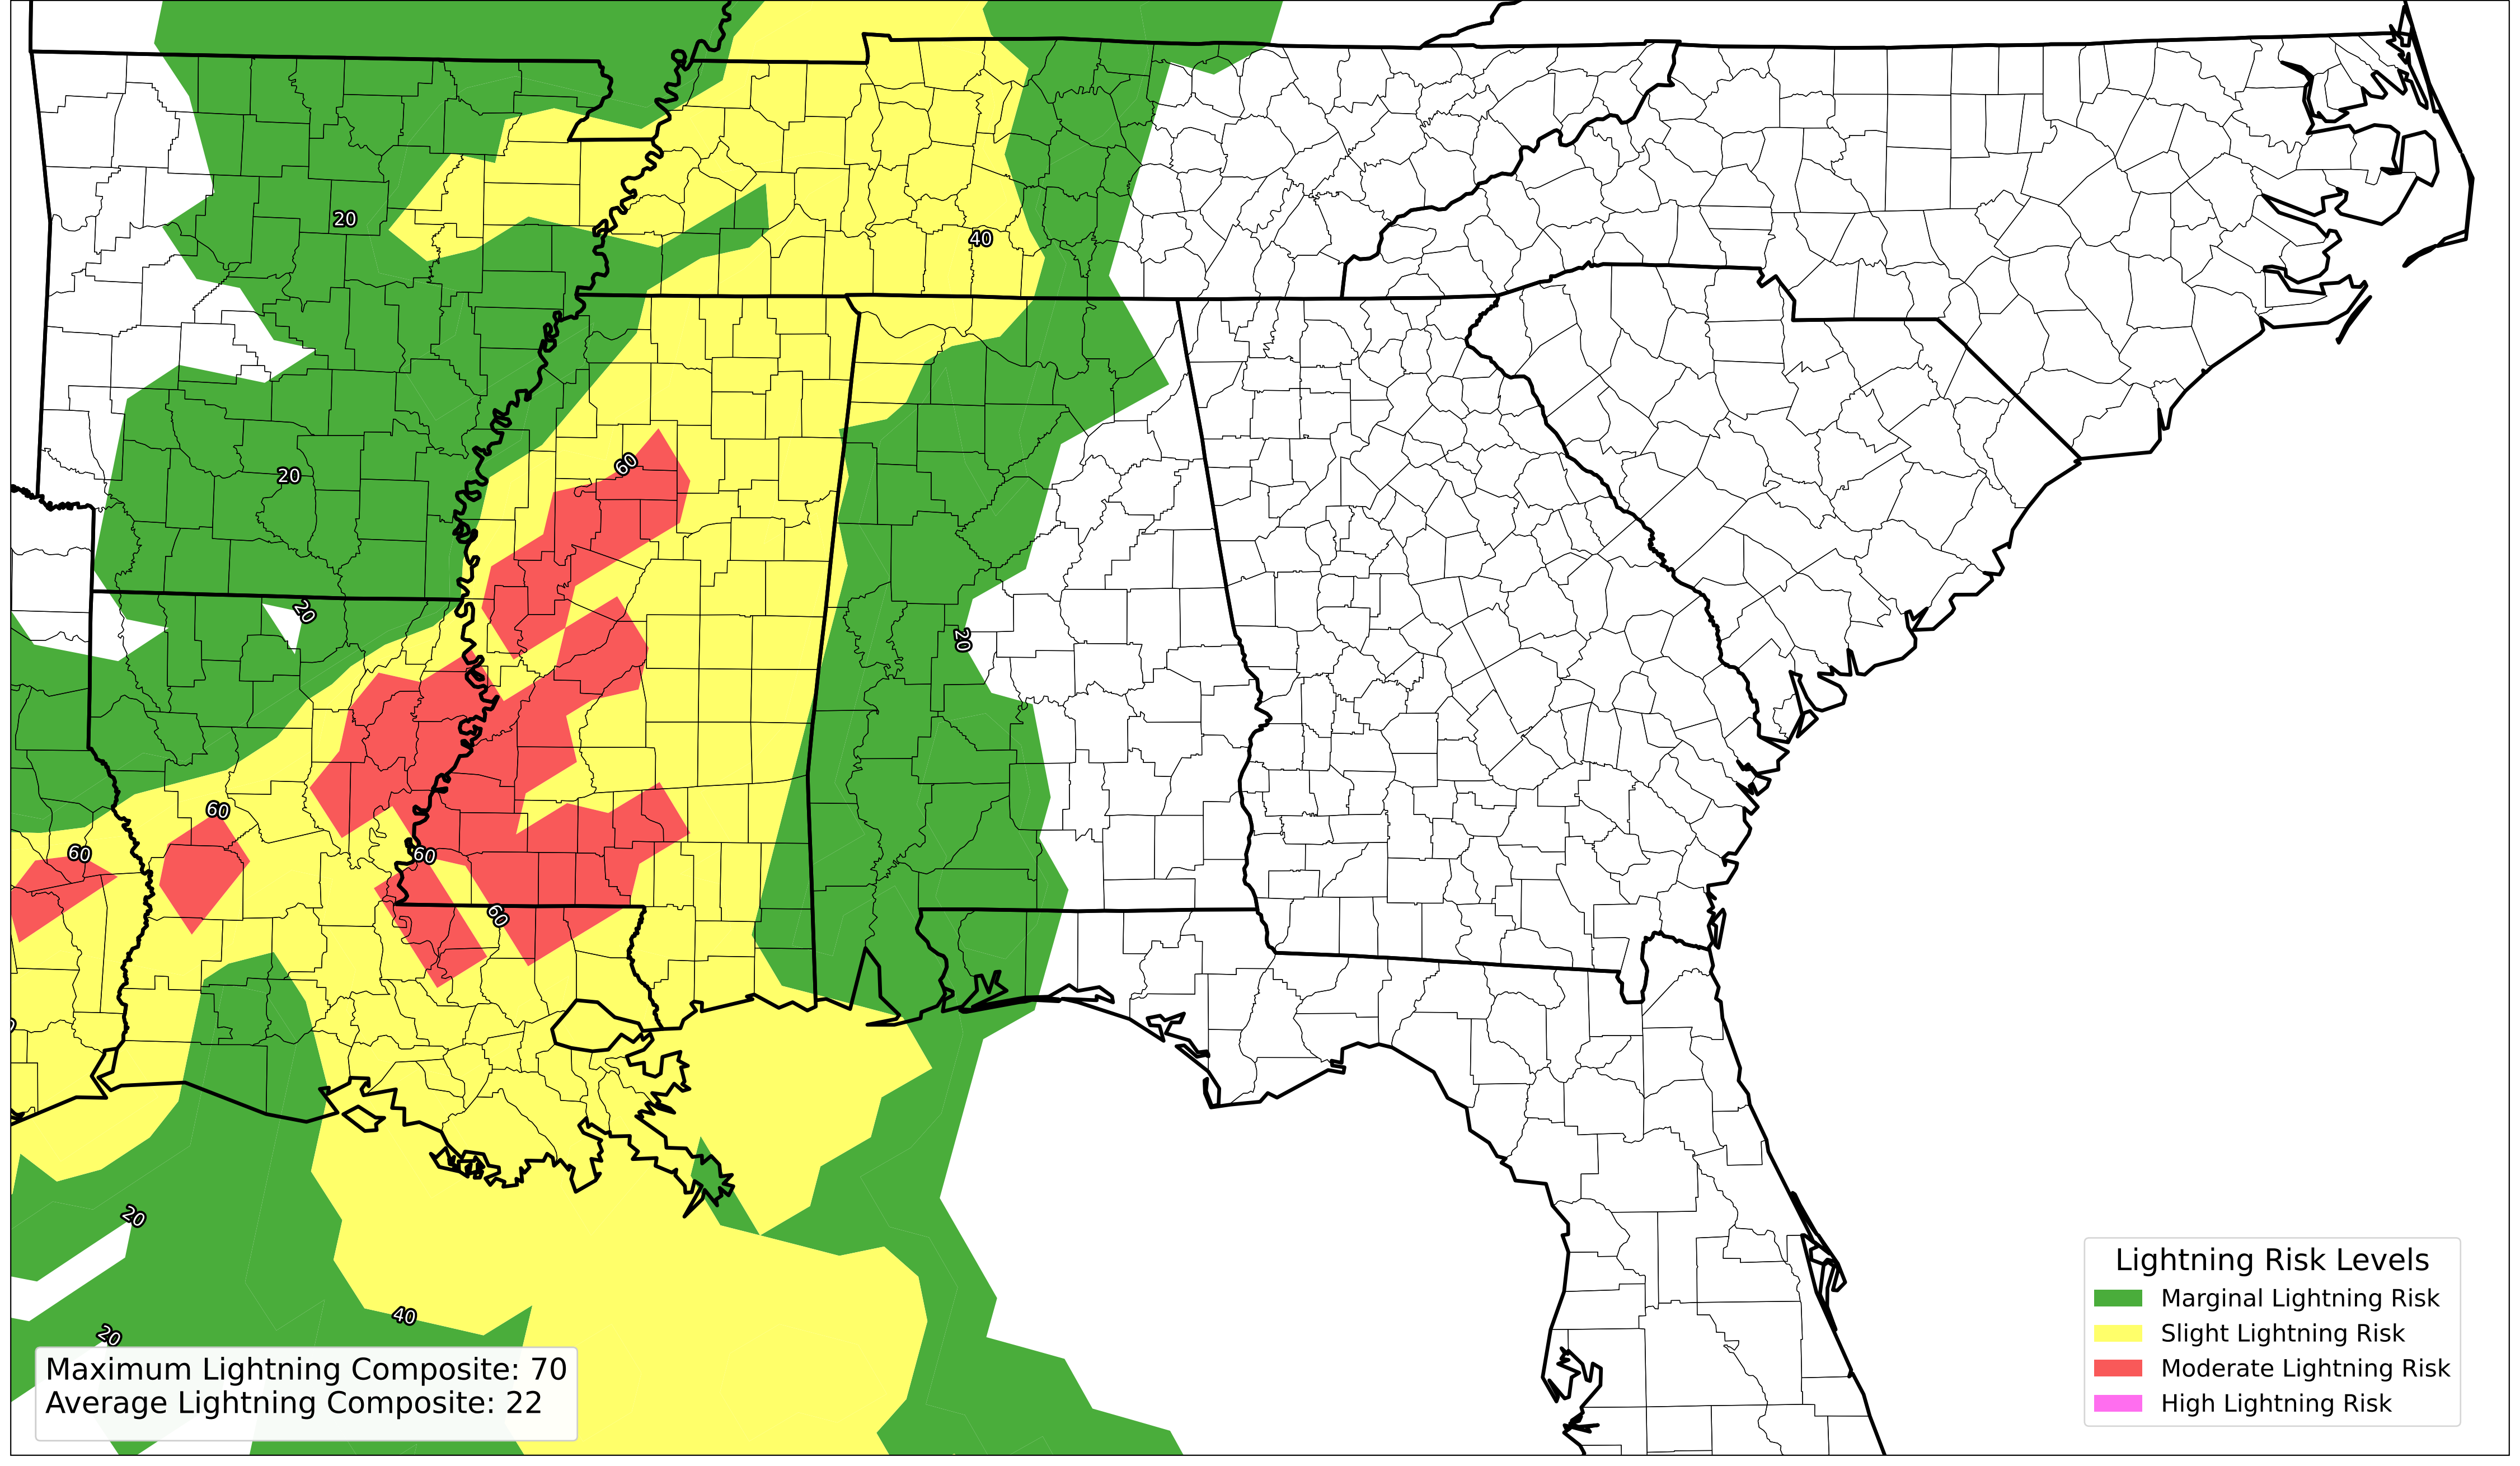 20
40
60
20
20
20
60
60
60
60
20
40
20
Maximum Lightning Composite: 70
Average Lightning Composite: 22
Lightning Risk Levels
Marginal Lightning Risk
Slight Lightning Risk
Moderate Lightning Risk
High Lightning Risk